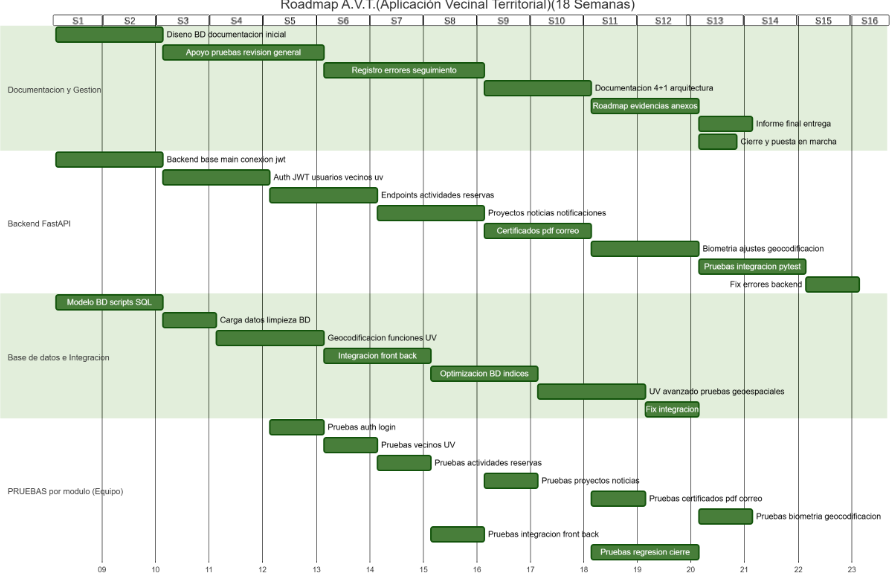 Roadmap A.V.T.(Aplicación Vecinal Territorial)(18 Semanas)
S1 S2 S3 S4 S5 S6 S7 S8 S9 S10 S11 S12 S13 S14 S15 S16
Documentacion y Gestion
Diseno BD documentacion inicial
Apoyo pruebas revision general
Registro errores seguimiento
Documentacion 4+1 arquitectura
Roadmap evidencias anexos
Informe final entrega
Cierre y puesta en marcha
Backend FastAPI
Backend base main conexion jwt
Auth JWT usuarios vecinos uv
Endpoints actividades reservas
Proyectos noticias notificaciones
Certificados pdf correo
Biometria ajustes geocodificacion
Pruebas integracion pytest
Fix errores backend
Base de datos e Integracion
Modelo BD scripts SQL
Carga datos limpieza BD
Geocodificacion funciones UV
Integracion front back
Optimizacion BD indices
UV avanzado pruebas geoespaciales
Fix integracion
PRUEBAS por modulo (Equipo)
Pruebas auth login
Pruebas vecinos UV
Pruebas actividades reservas
Pruebas proyectos noticias
Pruebas certificados pdf correo
Pruebas biometria geocodificacion
Pruebas integracion front back
Pruebas regresion cierre
09 10 11 12 13 14 15 16 17 18 19 20 21 22 23